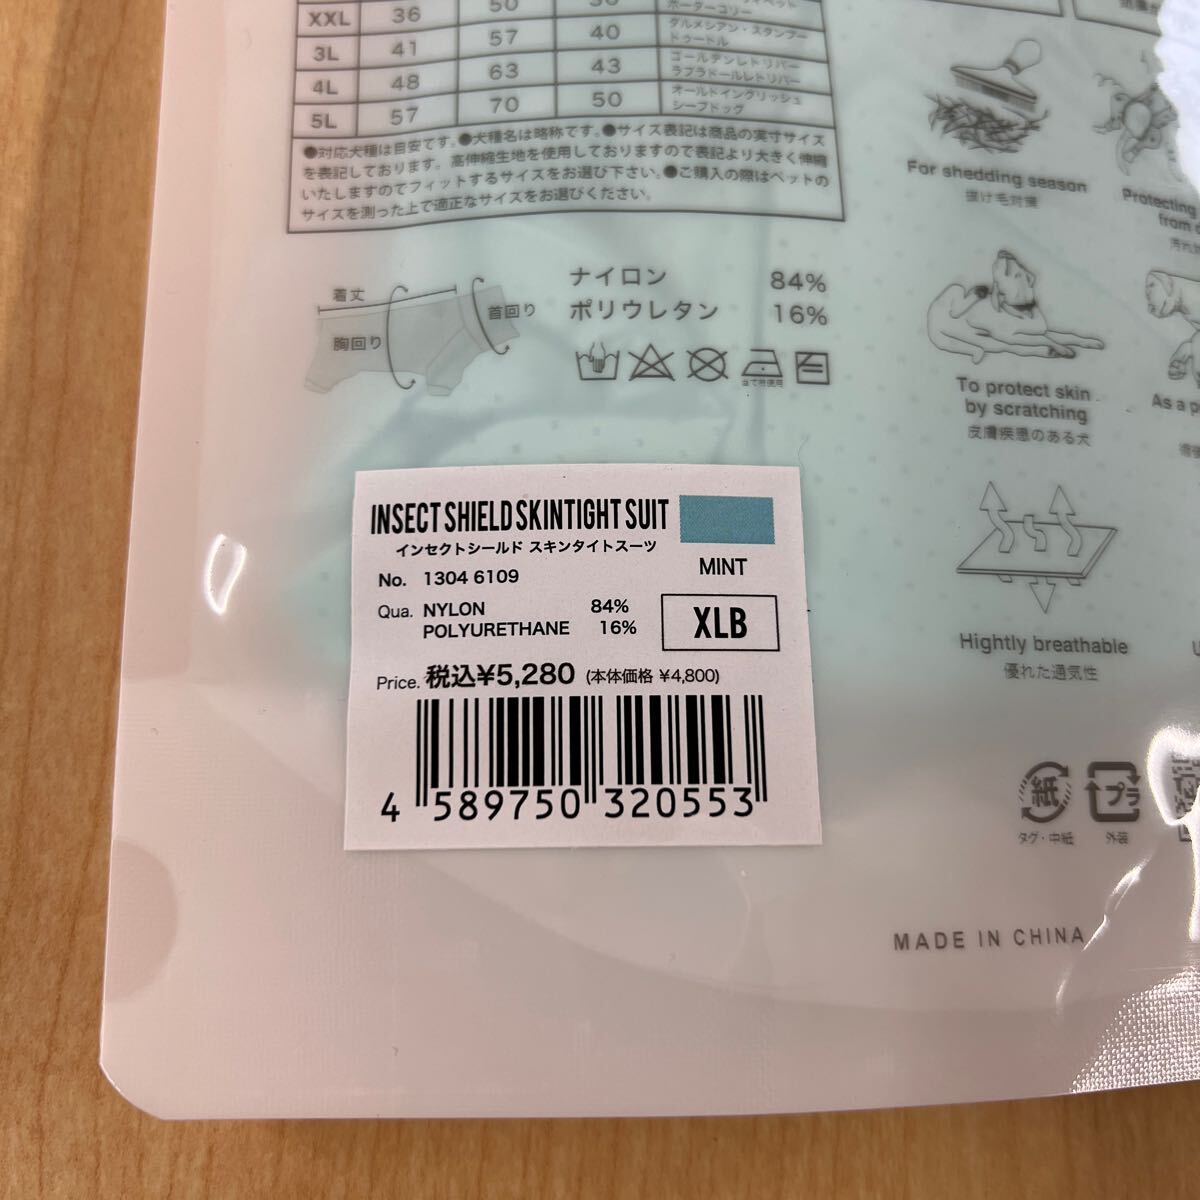 XXL 36 50
ボーダーコリー
3L 41 57 40 ダルメシアン・スタンプー
ドゥードル
4L 48 63 43 ゴールデンレトリバー
ラブラドールレトリバー
5L 57 70 50 オールドイングリッシュ
シープドッグ
●対応犬種は目安です。●犬種名は略称です。●サイズ表記は商品の実寸サイズ
を表記しております。高伸縮生地を使用しておりますので表記より大きく伸縮
いたしますのでフィットするサイズをお選び下さい。●ご購入の際はペットの
サイズを測った上で適正なサイズをお選びください。
着丈
首回り
胸回り
ナイロン 84%
ポリウレタン 16%
当て布使用
For shedding season
抜け毛対策
Protecting
from
To protect skin
by scratching
皮膚疾患のある犬
As a p
Hightly breathable
優れた通気性
INSECT SHIELD SKINTIGHT SUIT
インセクトシールド スキンタイトスーツ
MINT
No. 1304 6109
Qua. NYLON 84%
POLYURETHANE 16%
XLB
Price. 税込¥5,280 (本体価格 ¥4,800)
4 589750 320553
紙 プラ
タグ・中紙 外装
MADE IN CHINA